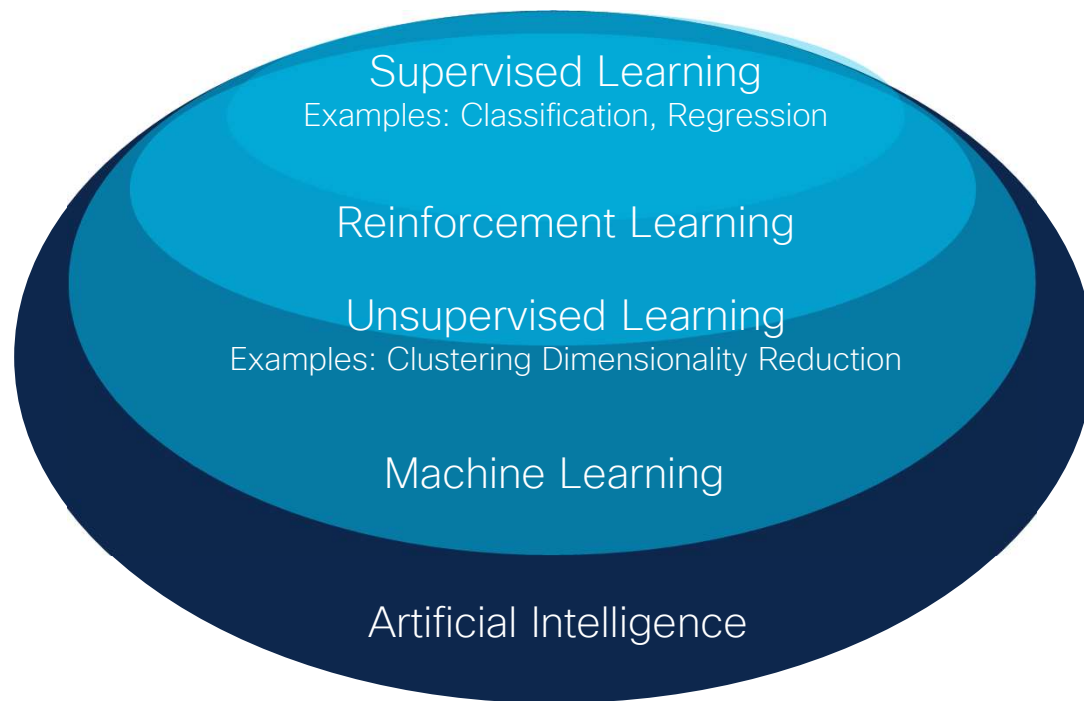 Supervised Learning
Examples: Classification, Regression
Reinforcement Learning
Unsupervised Learning
Examples: Clustering Dimensionality Reduction
Machine Learning
Artificial Intelligence